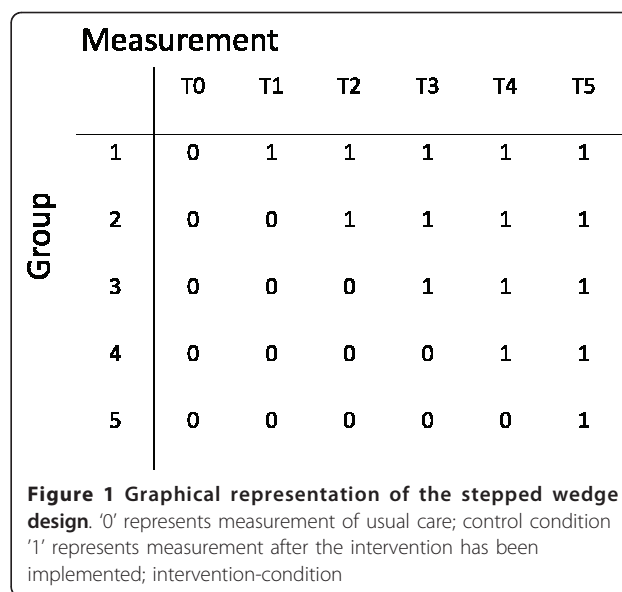 Measurement
T0 T1 T2 T3 T4 T5
Group
1 0 1 1 1 1 1
2 0 0 1 1 1 1
3 0 0 0 1 1 1
4 0 0 0 0 1 1
5 0 0 0 0 0 1
Figure 1 Graphical representation of the stepped wedge
design. ‘0’ represents measurement of usual care; control condition
’1’ represents measurement after the intervention has been
implemented; intervention-condition